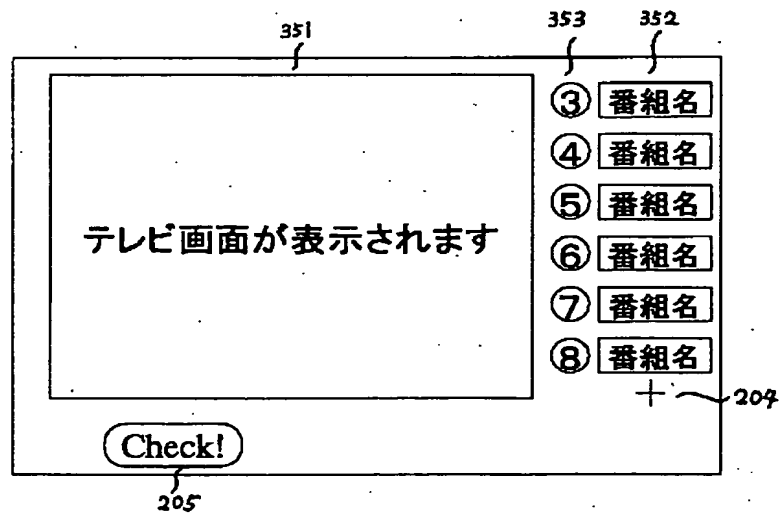 351 353 352
③ 番組名
④ 番組名
⑤ 番組名
テレビ画面が表示されます
⑥ 番組名
⑦ 番組名
⑧ 番組名
204
Check!
205